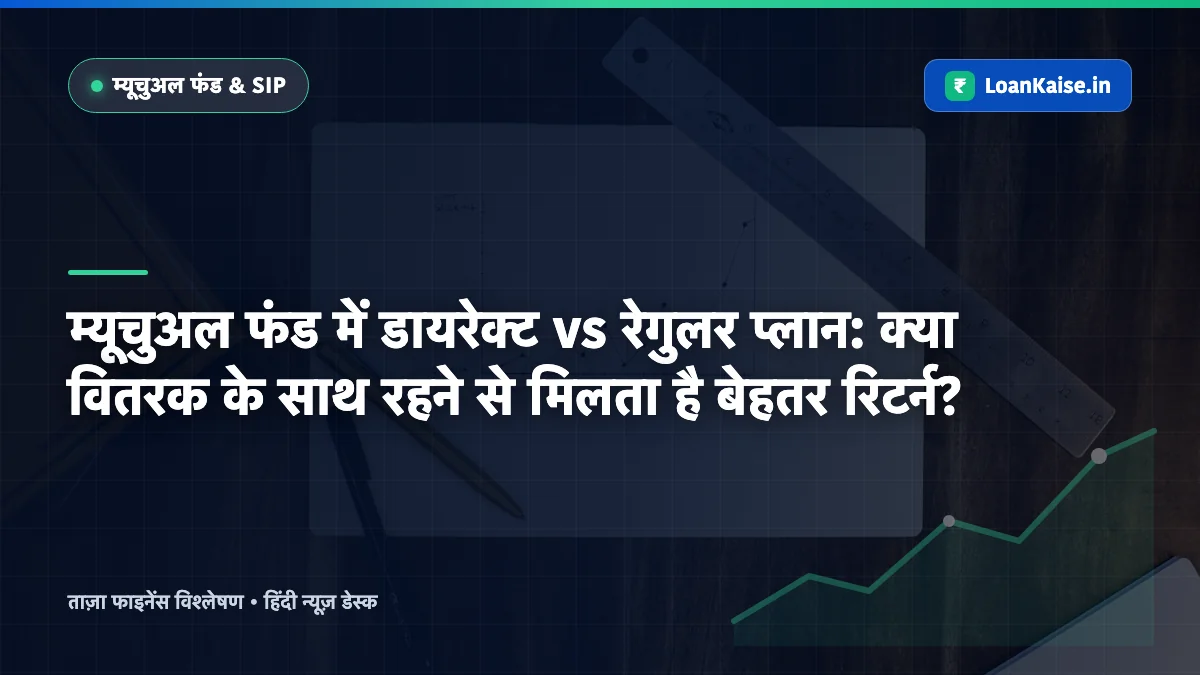 म्यूचुअल फंड & SIP
₹ LoanKaise.in
म्यूचुअल फंड में डायरेक्ट vs रेगुलर प्लान: क्या
वितरक के साथ रहने से मिलता है बेहतर रिटर्न?
ताज़ा फाइनेंस विश्लेषण • हिंदी न्यूज़ डेस्क